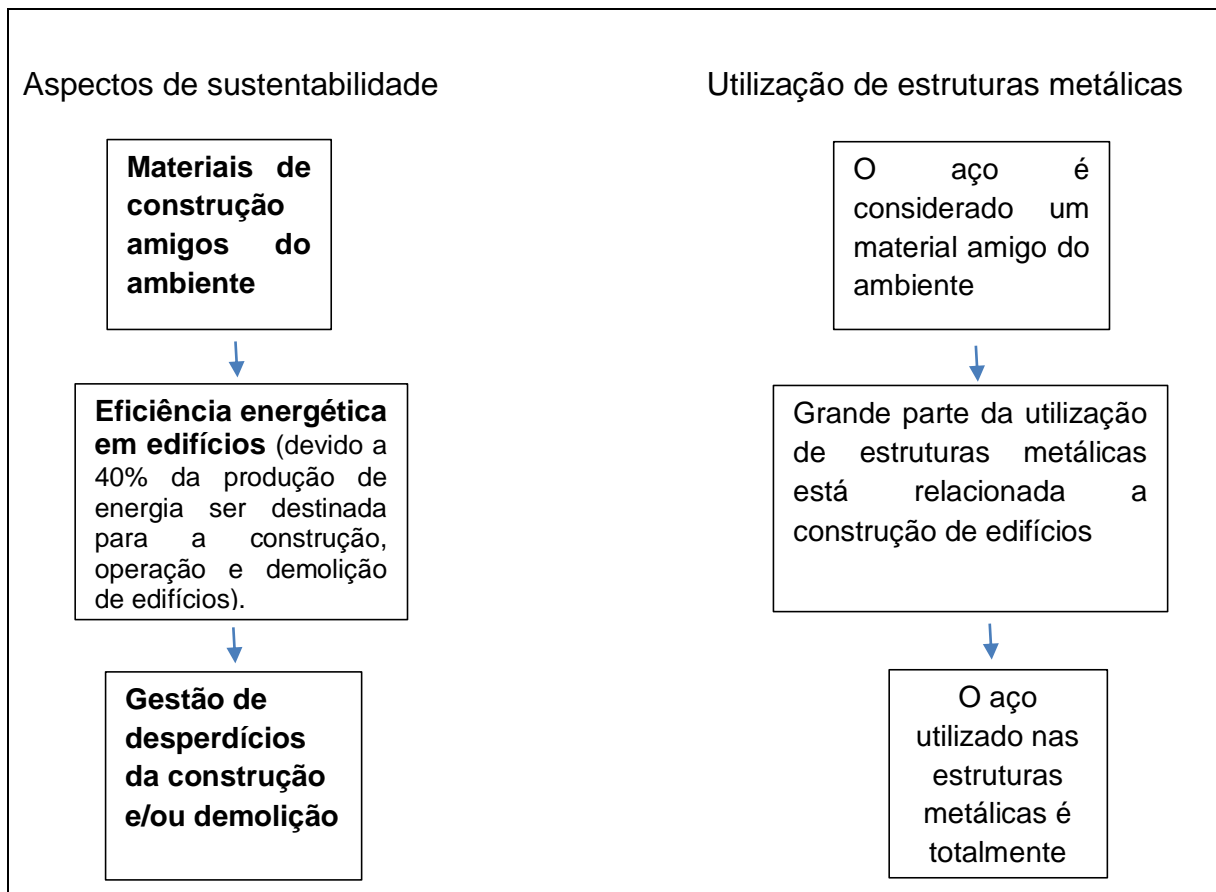 Aspectos de sustentabilidade
Utilização de estruturas metálicas
Materiais de
construção
amigos do
ambiente
Eficiência energética
em edifícios (devido a
40% da produção de
energia ser destinada
para a construção,
operação e demolição
de edifícios).
Gestão de
desperdícios
da construção
e/ou demolição
O aço é
considerado um
material amigo do
ambiente
Grande parte da utilização
de estruturas metálicas
está relacionada a
construção de edifícios
O aço
utilizado nas
estruturas
metálicas é
totalmente